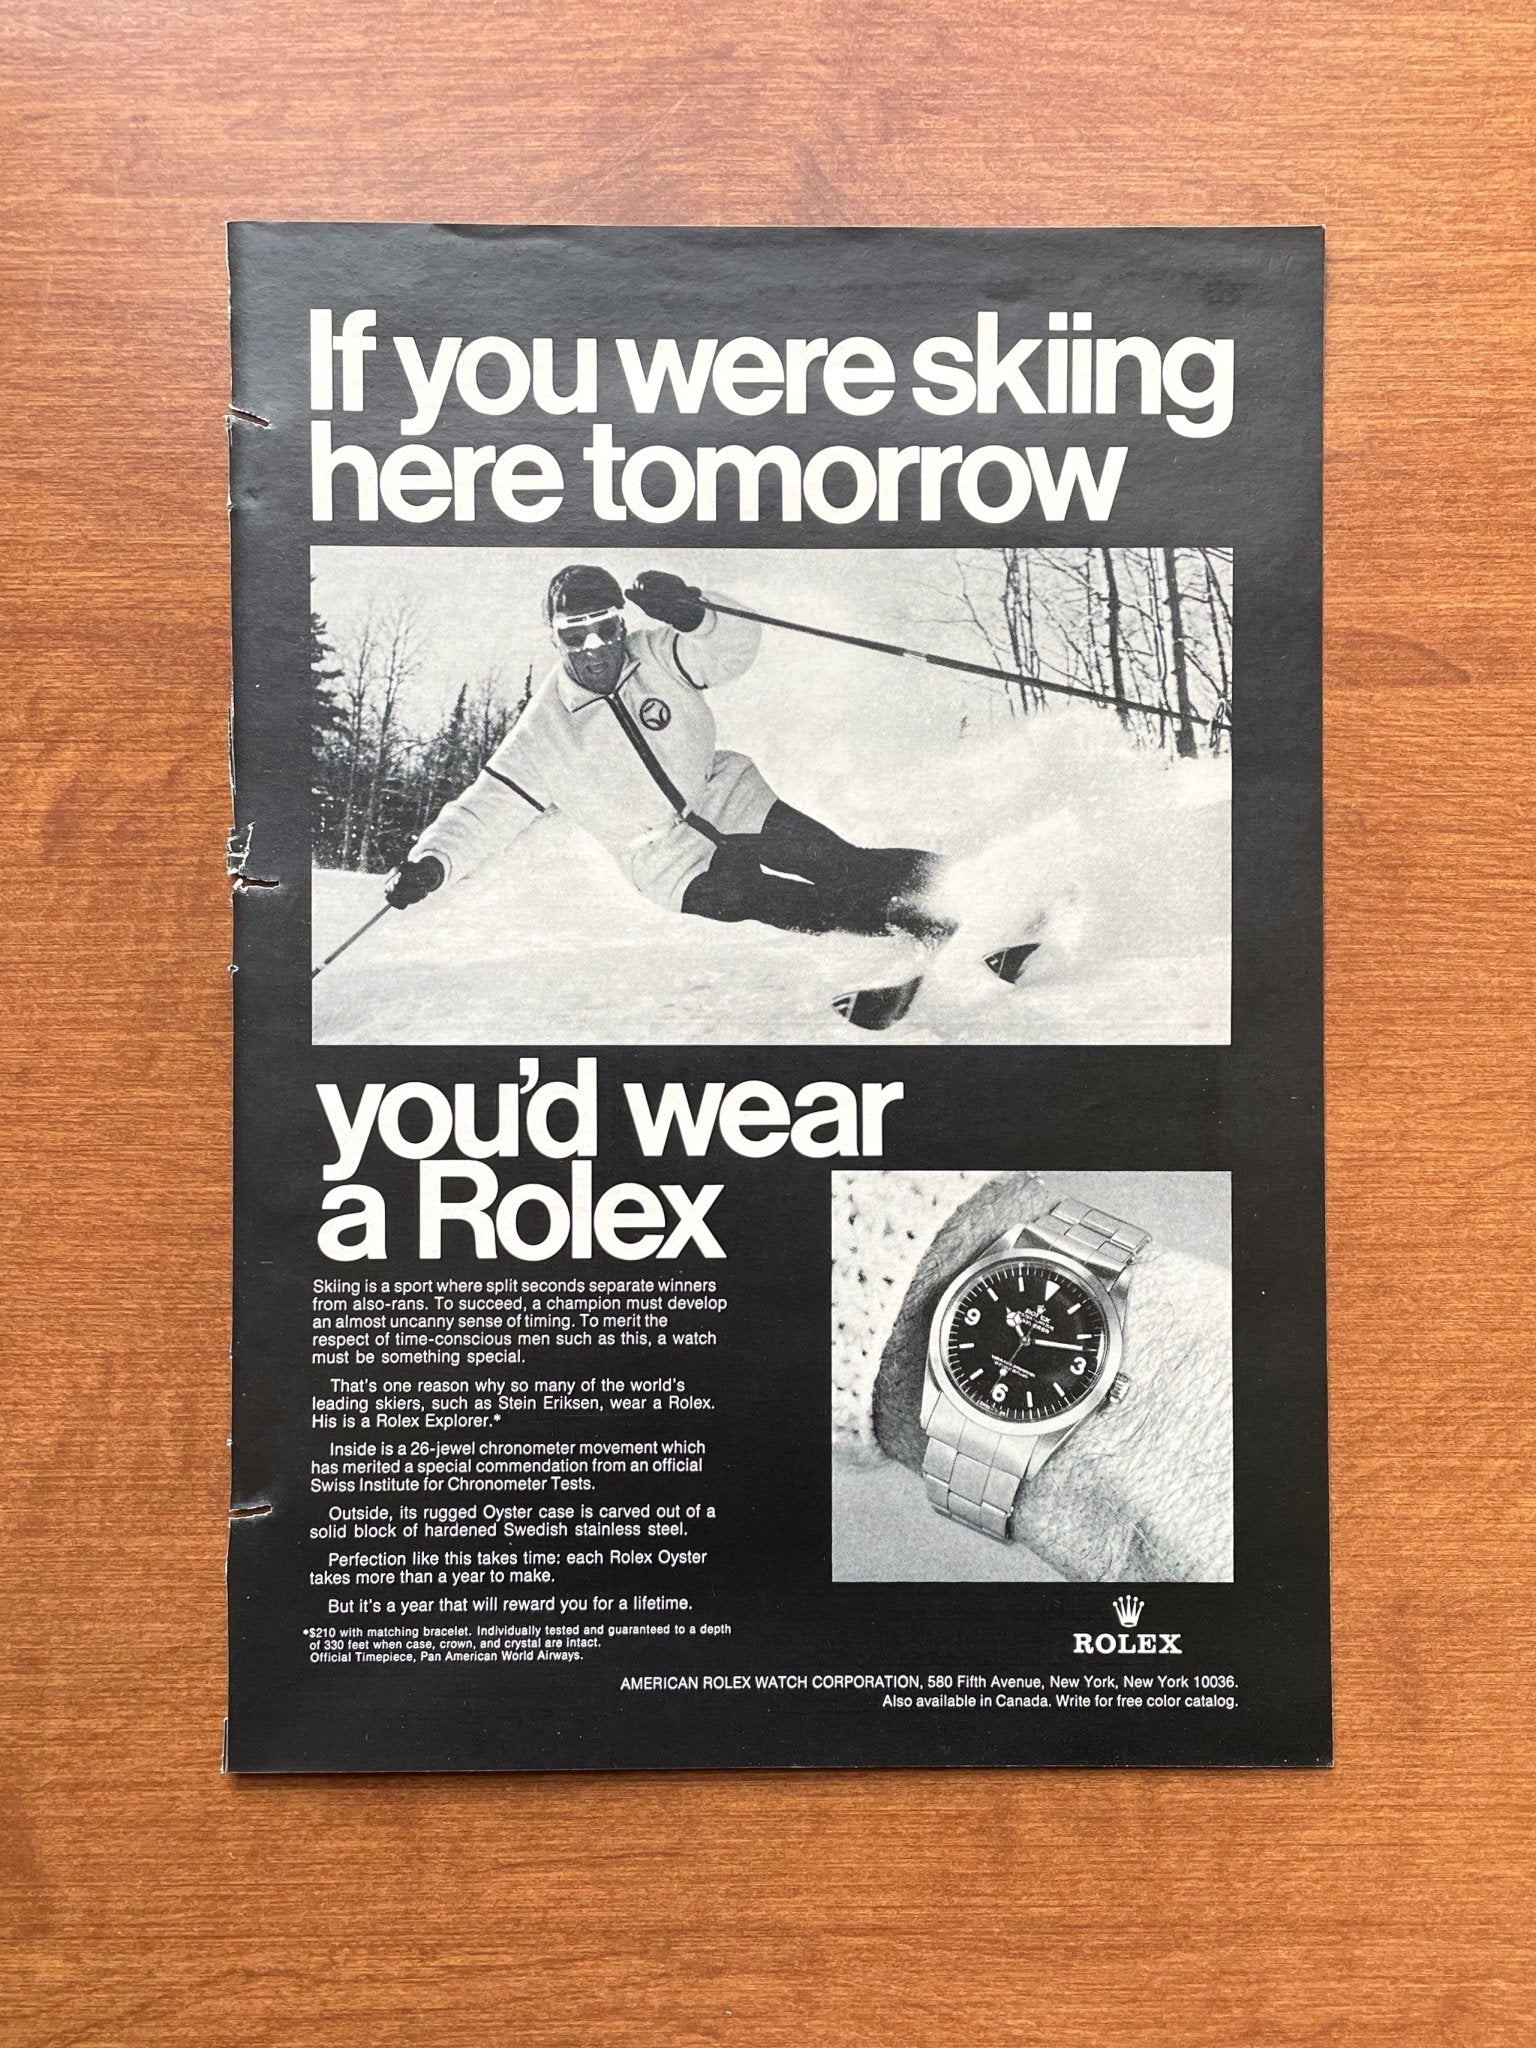 If you were skiing
here tomorrow
you'd wear
a Rolex
Skiing is a sport where split seconds separate winners
from also-rans. To succeed, a champion must develop
an almost uncanny sense of timing. To merit the
respect of time-conscious men such as this, a watch
must be something special.
That's one reason why so many of the world's
leading skiers, such as Stein Eriksen, wear a Rolex.
His is a Rolex Explorer.*
Inside is a 26-jewel chronometer movement which
has merited a special commendation from an official
Swiss Institute for Chronometer Tests.
Outside, its rugged Oyster case is carved out of a
solid block of hardened Swedish stainless steel.
Perfection like this takes time: each Rolex Oyster
takes more than a year to make.
But it's a year that will reward you for a lifetime.
*$210 with matching bracelet. Individually tested and guaranteed to a depth
of 330 feet when case, crown, and crystal are intact.
Official Timepiece, Pan American World Airways.
ROLEX
9
3
6
ROLEX
AMERICAN ROLEX WATCH CORPORATION, 580 Fifth Avenue, New York, New York 10036.
Also available in Canada. Write for free color catalog.